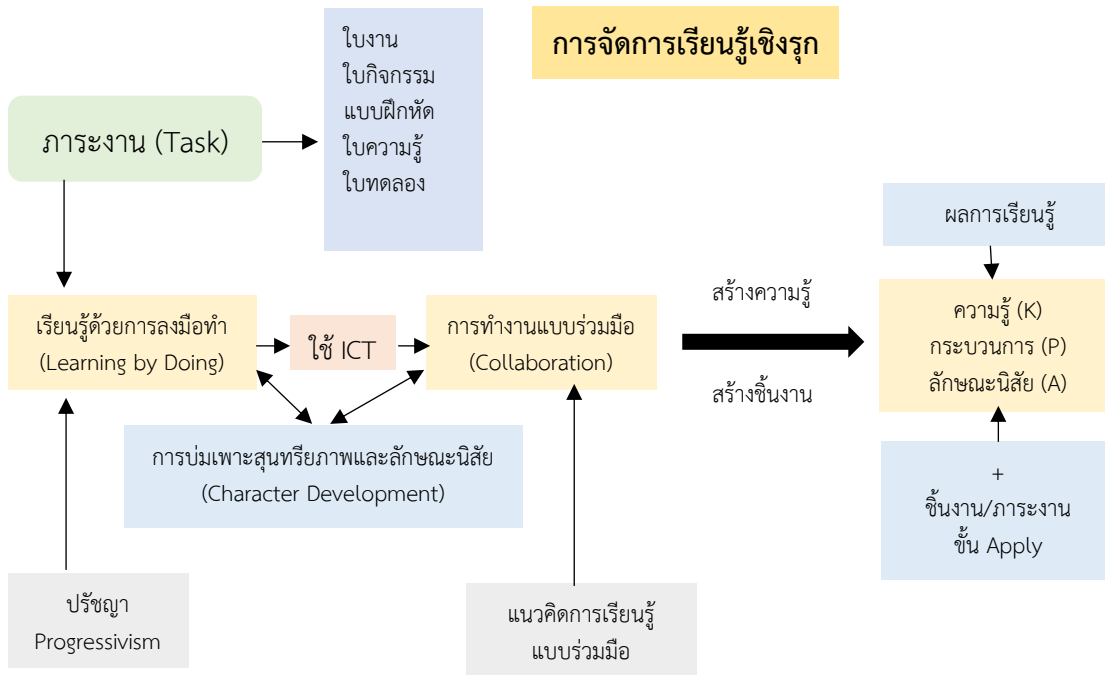 การจัดการเรียนรู้เชิงรุก
ใบงาน
ใบกิจกรรม
แบบฝึกหัด
ใบความรู้
ใบทดลอง
ภาระงาน (Task)
ผลการเรียนรู้
เรียนรู้ด้วยการลงมือทำ
(Learning by Doing)
ใช้ ICT
การทำงานแบบร่วมมือ
(Collaboration)
สร้างความรู้
สร้างชิ้นงาน
ความรู้ (K)
กระบวนการ (P)
ลักษณะนิสัย (A)
การบ่มเพาะสุนทรียภาพและลักษณะนิสัย
(Character Development)
+
ชิ้นงาน/ภาระงาน
ขั้น Apply
ปรัชญา
Progressivism
แนวคิดการเรียนรู้
แบบร่วมมือ